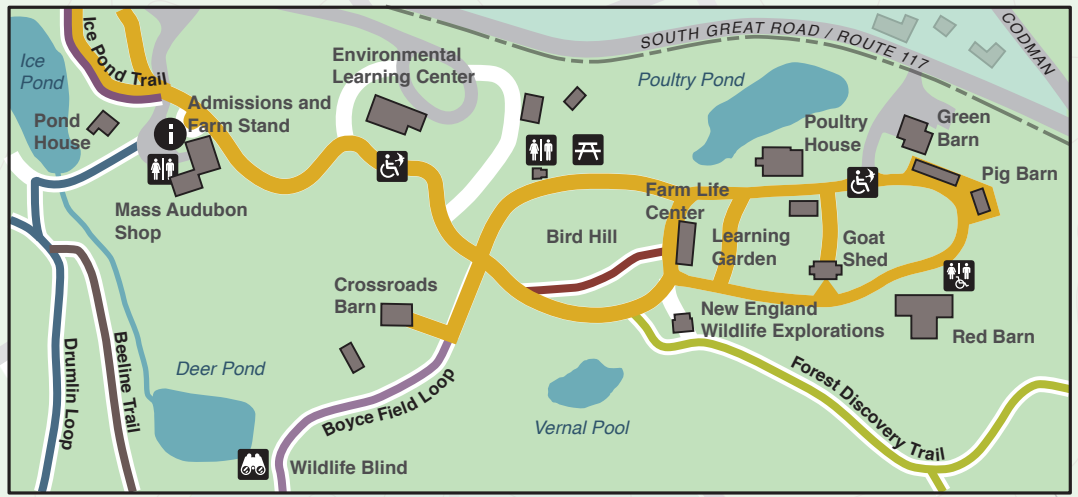 Ice
Pond
Ice Pond Trail
Pond
House
i
Admissions and
Farm Stand
Mass Audubon
Shop
Environmental
Learning Center
SOUTH GREAT ROAD / ROUTE 117
CODMAN
Poultry Pond
Poultry
House
Green
Barn
Pig Barn
Farm Life
Center
Bird Hill
Learning
Garden
Goat
Shed
Crossroads
Barn
New England
Wildlife Explorations
Red Barn
Drumlin Loop
Beeline Trail
Deer Pond
Boyce Field Loop
Vernal Pool
Forest Discovery Trail
Wildlife Blind